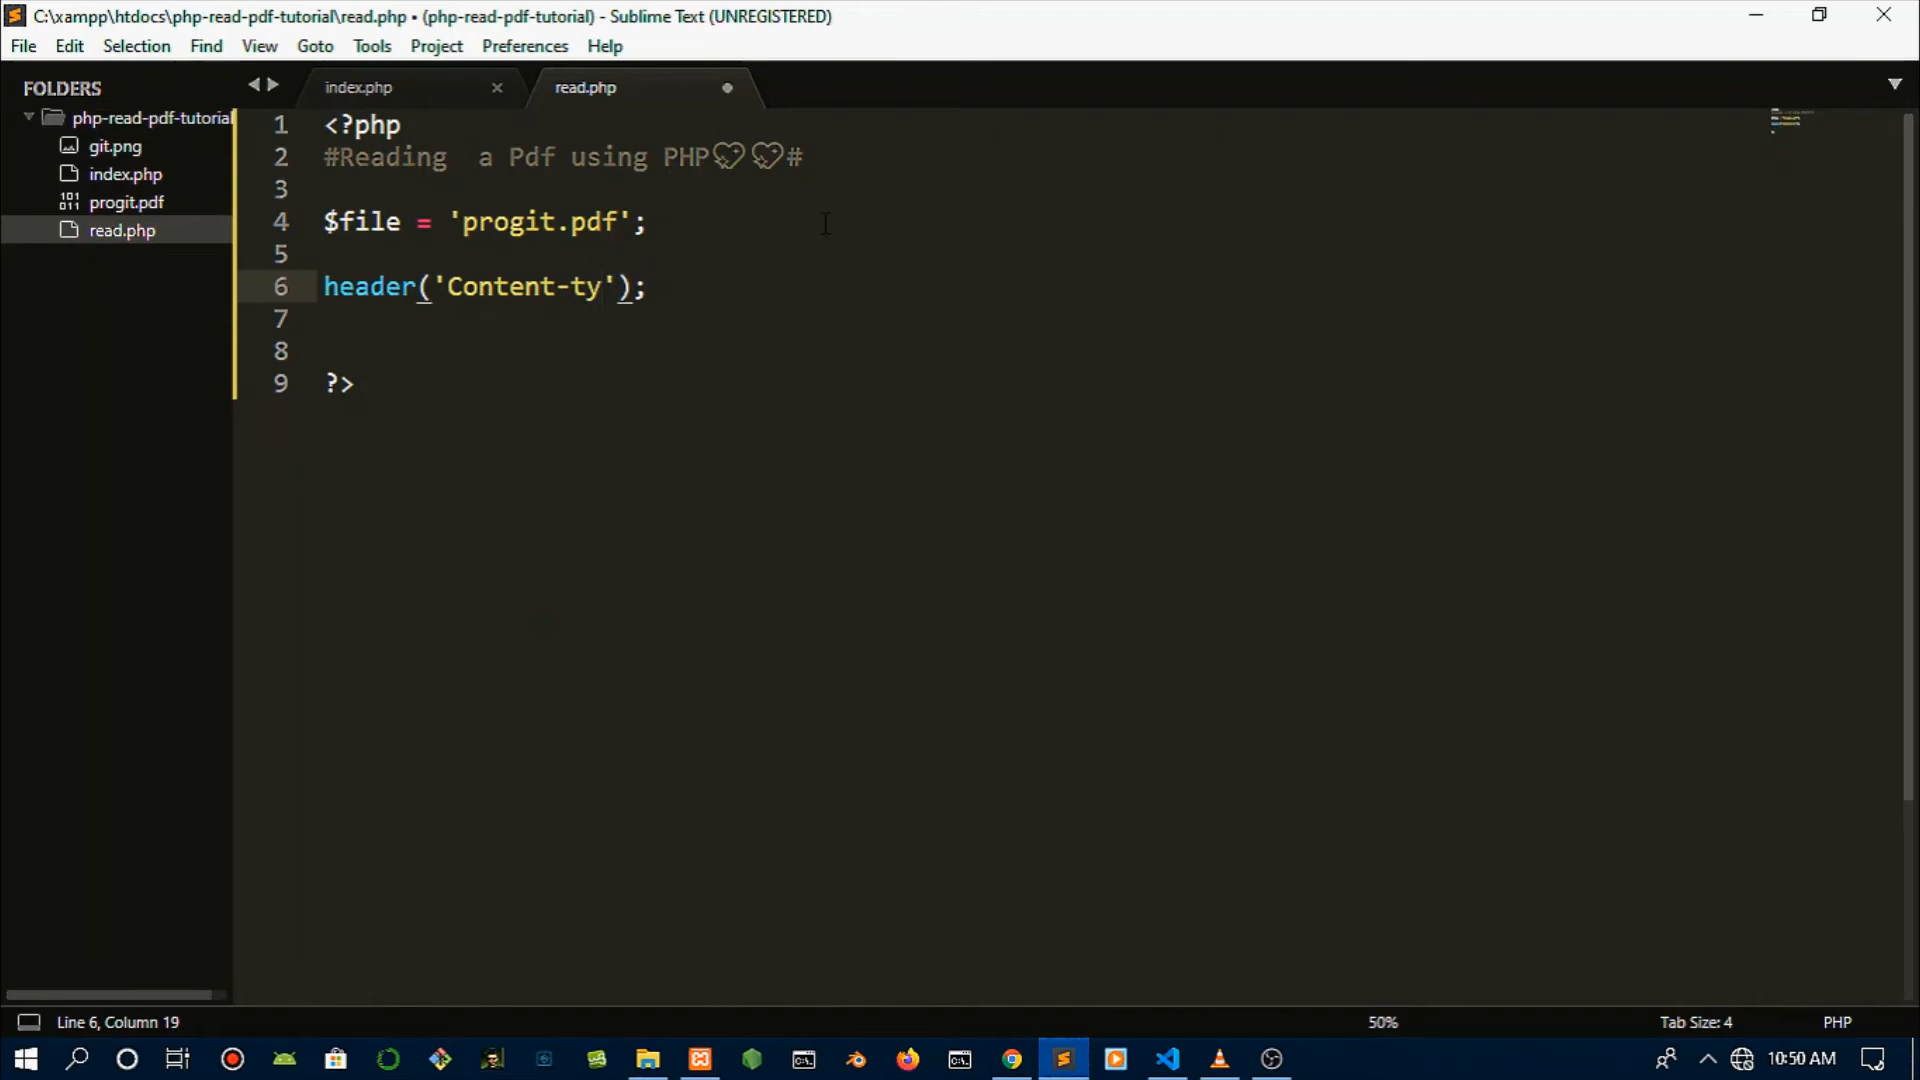 C:\xampp\htdocs\php-read-pdf-tutorial\read.php • (php-read-pdf-tutorial) - Sublime Text (UNREGISTERED)
File Edit Selection Find View Goto Tools Project Preferences Help
FOLDERS
php-read-pdf-tutorial
git.png
index.php
progit.pdf
read.php
index.php read.php
1 <?php
2 #Reading  a Pdf using PHP💖💖#
3
4 $file = 'progit.pdf';
5
6 header('Content-ty');
7
8
9 ?>
Line 6, Column 19 50% Tab Size: 4 PHP
10:50 AM